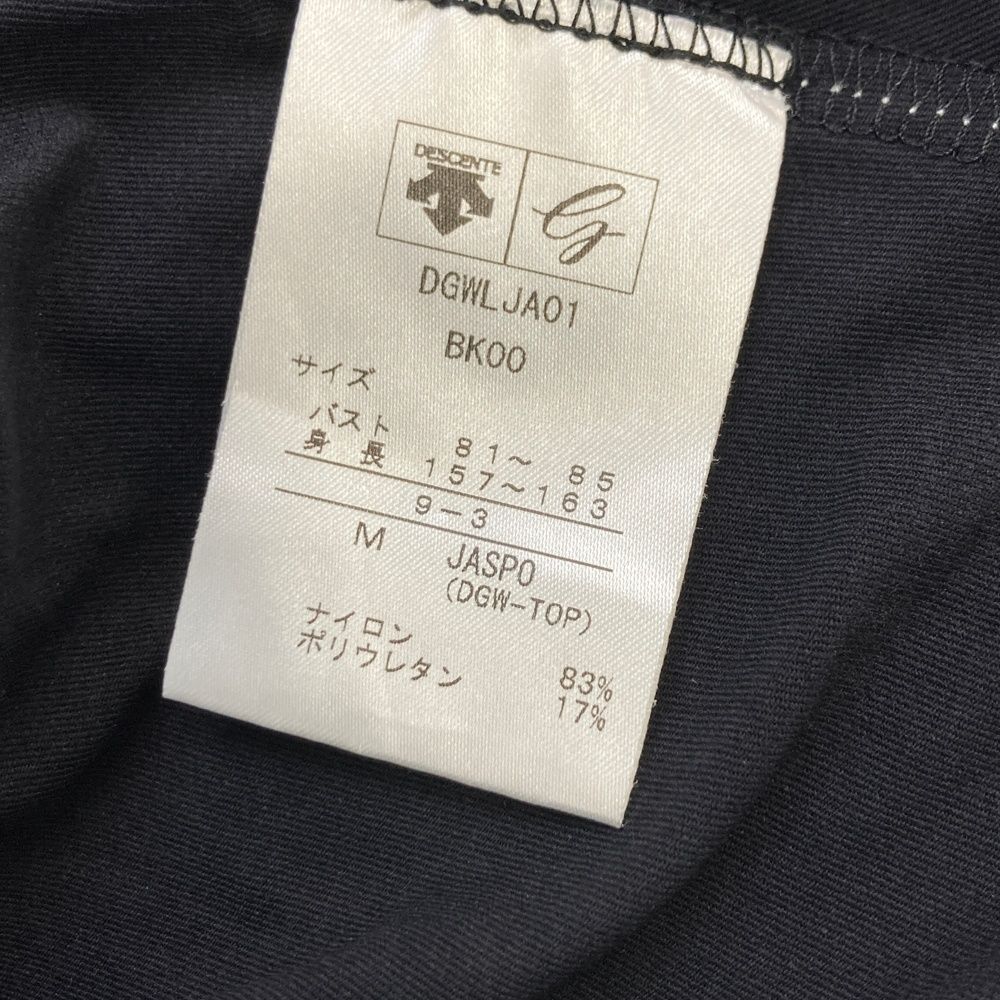 DESCENTE
G
DGWLJA01
BK00
サイズ
バスト 81～ 85
身長 157～163
9-3
M JASPO
(DGW-TOP)
ナイロン 83%
ポリウレタン 17%